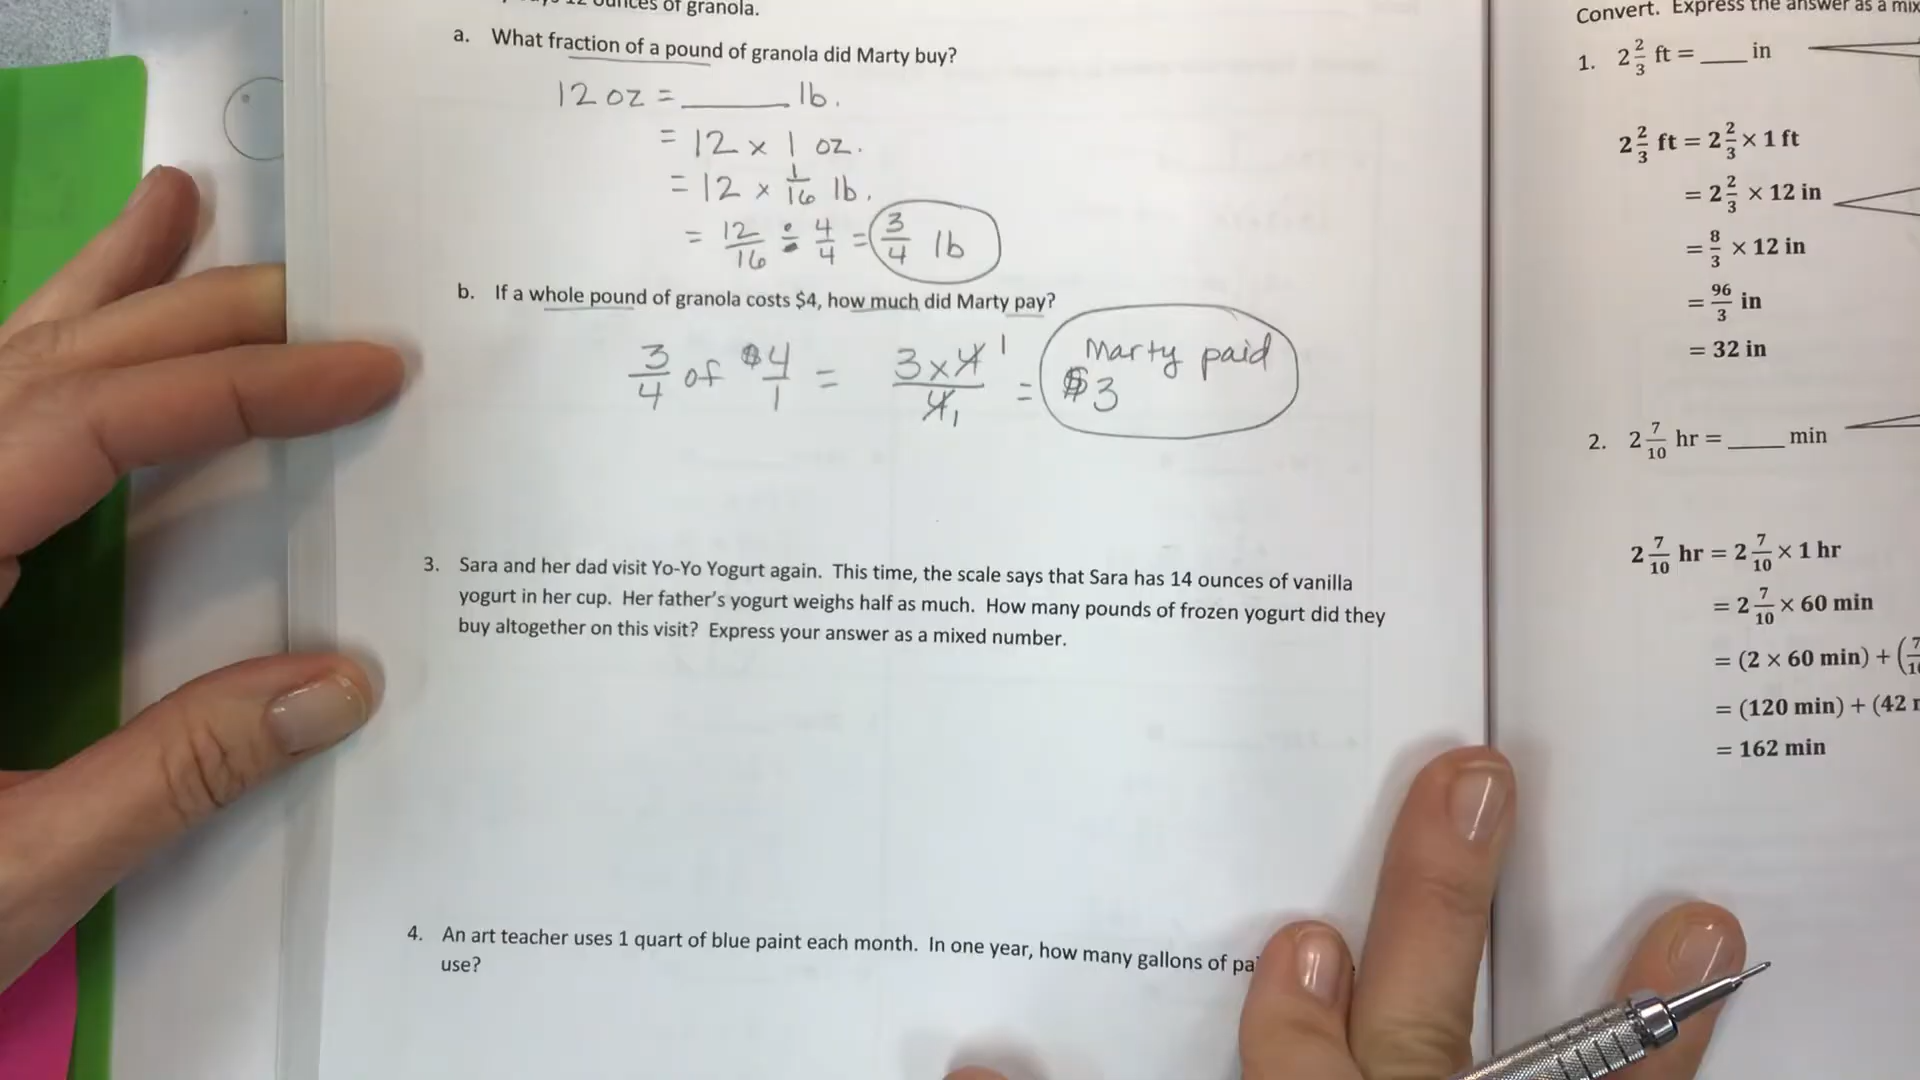 12 ounces of granola.
a. What fraction of a pound of granola did Marty buy?
12 oz = ______ lb.
= 12 × 1 oz.
= 12 × 1/16 lb.
= 12/16 ÷ 4/4 = 3/4 lb
b. If a whole pound of granola costs $4, how much did Marty pay?
3/4 of $4/1 = 3×4 1/4 1 = Marty paid
$3
3. Sara and her dad visit Yo-Yo Yogurt again. This time, the scale says that Sara has 14 ounces of vanilla
yogurt in her cup. Her father's yogurt weighs half as much. How many pounds of frozen yogurt did they
buy altogether on this visit? Express your answer as a mixed number.
4. An art teacher uses 1 quart of blue paint each month. In one year, how many gallons of
use?
Convert. Express the answer as a
1. 2 2/3 ft = ____ in
2 2/3 ft = 2 2/3 × 1 ft
= 2 2/3 × 12 in
= 8/3 × 12 in
= 96/3 in
= 32 in
2. 2 7/10 hr = ____ min
2 7/10 hr = 2 7/10 × 1 hr
= 2 7/10 × 60 min
= (2 × 60 min) + (
= (120 min) + (42
= 162 min